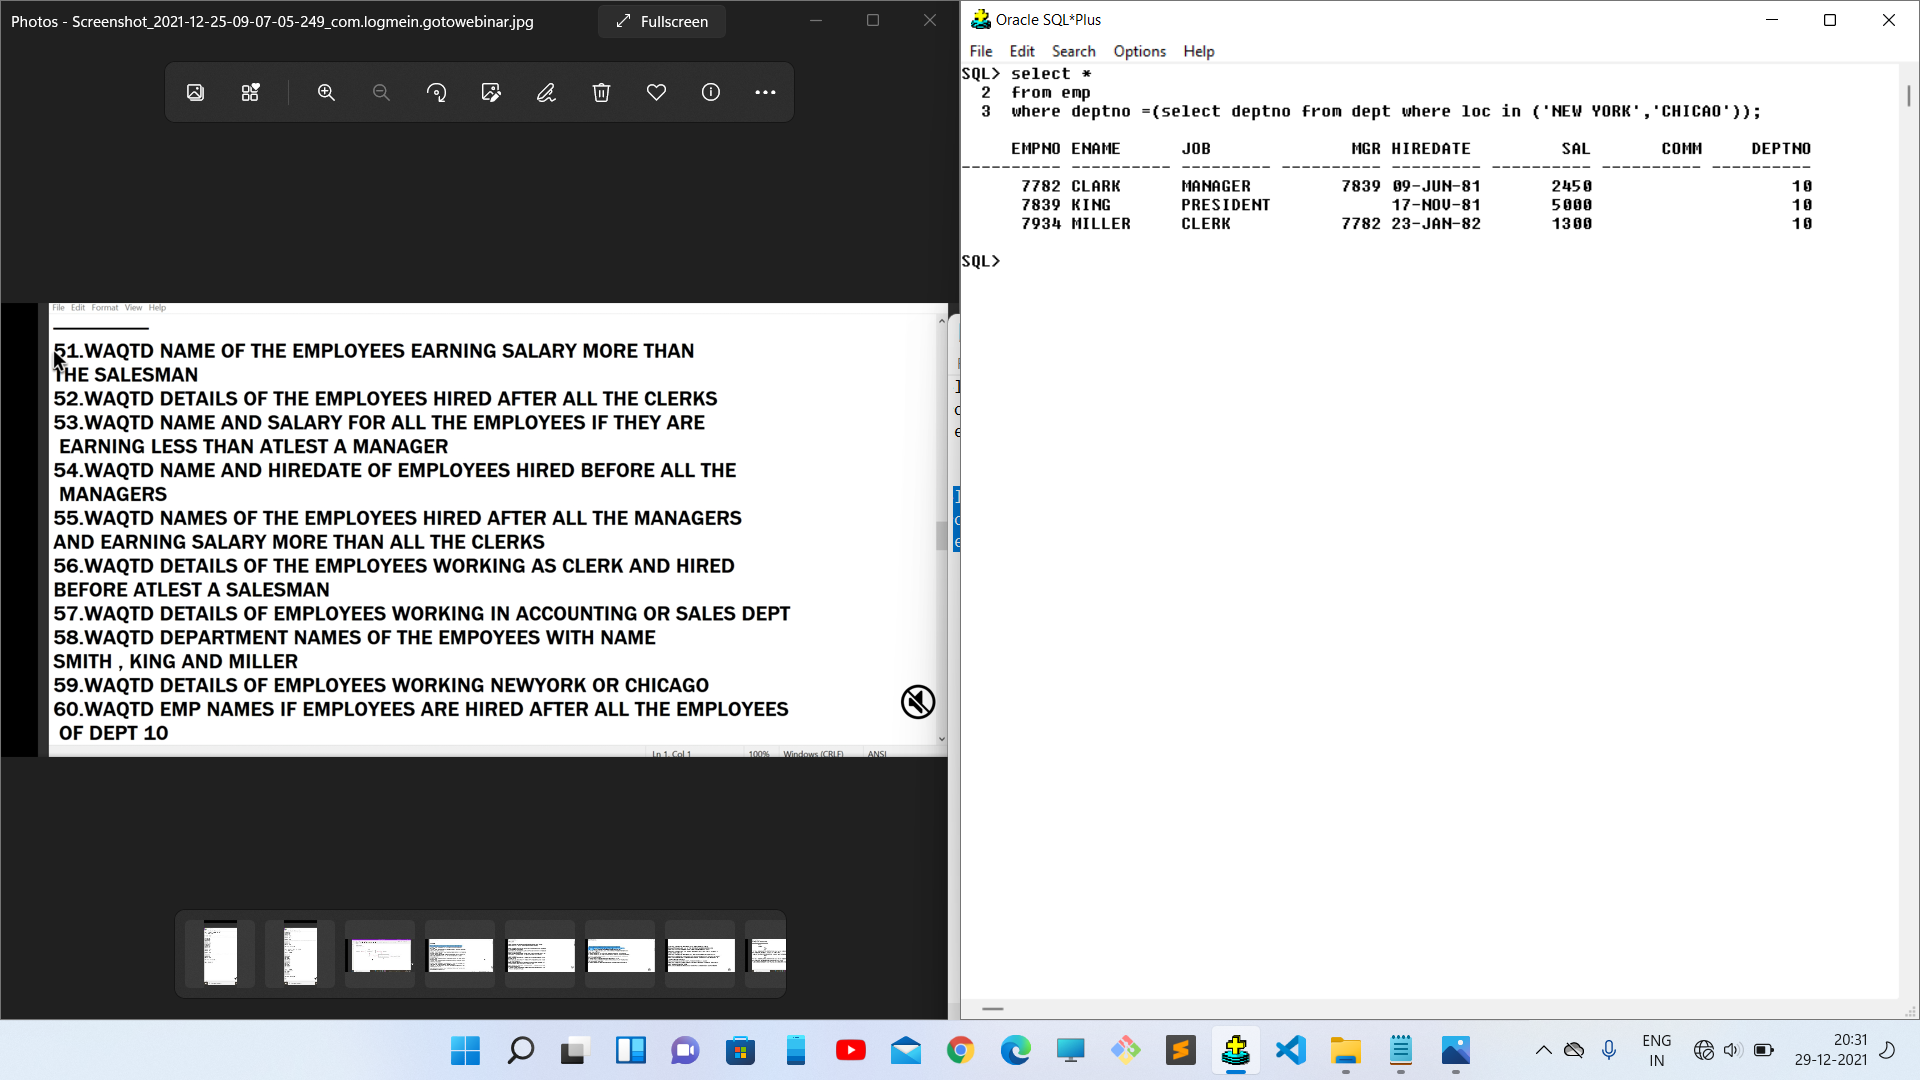 Photos - Screenshot_2021-12-25-09-07-05-249_com.logmein.gotowebinar.jpg
Fullscreen
File Edit Format View Help
51.WAQTD NAME OF THE EMPLOYEES EARNING SALARY MORE THAN
THE SALESMAN
52.WAQTD DETAILS OF THE EMPLOYEES HIRED AFTER ALL THE CLERKS
53.WAQTD NAME AND SALARY FOR ALL THE EMPLOYEES IF THEY ARE
EARNING LESS THAN ATLEST A MANAGER
54.WAQTD NAME AND HIREDATE OF EMPLOYEES HIRED BEFORE ALL THE
MANAGERS
55.WAQTD NAMES OF THE EMPLOYEES HIRED AFTER ALL THE MANAGERS
AND EARNING SALARY MORE THAN ALL THE CLERKS
56.WAQTD DETAILS OF THE EMPLOYEES WORKING AS CLERK AND HIRED
BEFORE ATLEST A SALESMAN
57.WAQTD DETAILS OF EMPLOYEES WORKING IN ACCOUNTING OR SALES DEPT
58.WAQTD DEPARTMENT NAMES OF THE EMPOYEES WITH NAME
SMITH , KING AND MILLER
59.WAQTD DETAILS OF EMPLOYEES WORKING NEWYORK OR CHICAGO
60.WAQTD EMP NAMES IF EMPLOYEES ARE HIRED AFTER ALL THE EMPLOYEES
OF DEPT 10
Ln 1, Col 1 100% Windows (CRLF) ANSI
Oracle SQL*Plus
File Edit Search Options Help
SQL> select *
2 from emp
3 where deptno =(select deptno from dept where loc in ('NEW YORK','CHICAO'));
EMPNO ENAME JOB MGR HIREDATE SAL COMM DEPTNO
---------- ---------- --------- ---------- --------- ---------- ---------- ----------
7782 CLARK MANAGER 7839 09-JUN-81 2450 10
7839 KING PRESIDENT 17-NOV-81 5000 10
7934 MILLER CLERK 7782 23-JAN-82 1300 10
SQL>
ENG
IN
20:31
29-12-2021